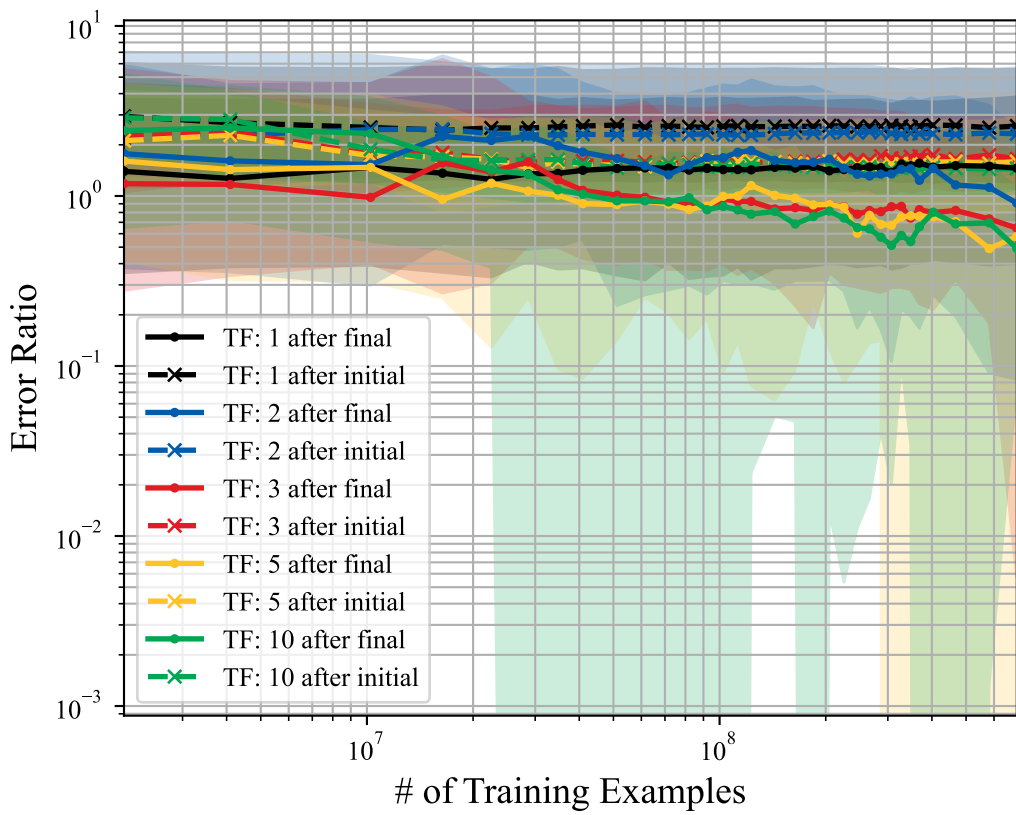 10^1
10^0
10^−1
10^−2
10^−3
Error Ratio
TF: 1 after final
TF: 1 after initial
TF: 2 after final
TF: 2 after initial
TF: 3 after final
TF: 3 after initial
TF: 5 after final
TF: 5 after initial
TF: 10 after final
TF: 10 after initial
10^7
10^8
# of Training Examples